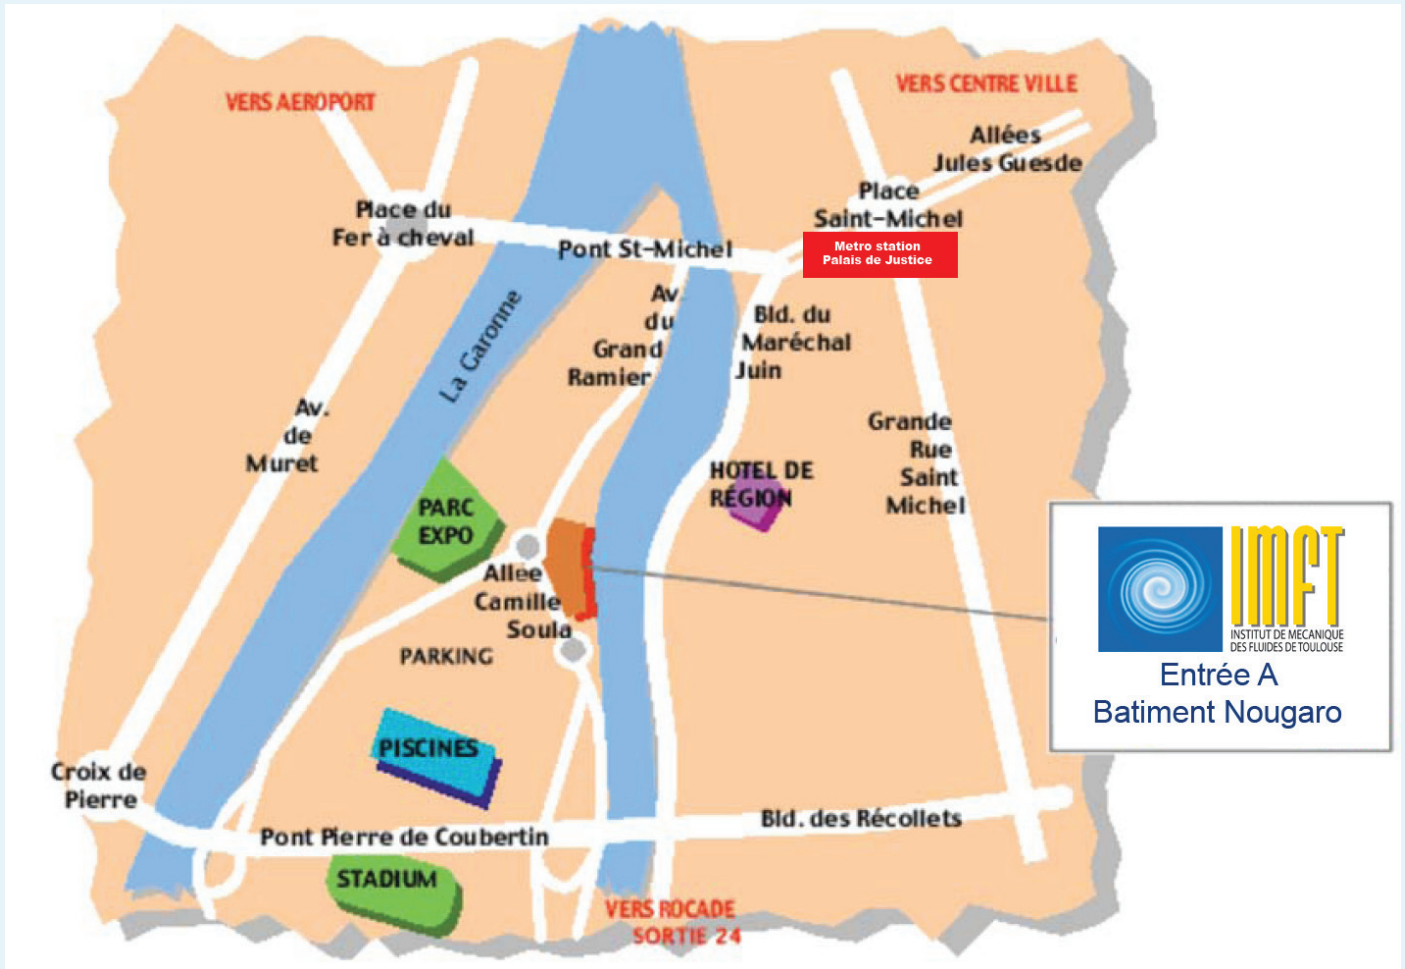 VERS AEROPORT
VERS CENTRE VILLE
Allées
Jules Guesde
Place
Saint-Michel
Place du
Fer à cheval
Metro station
Palais de Justice
Pont St-Michel
La Garonne
Av.
du
Grand
Ramier
Bld. du
Maréchal
Juin
Av.
de
Muret
Grande
Rue
Saint
Michel
HOTEL DE
RÉGION
PARC
EXPO
Allee
Camille
Soula
PARKING
IMFT
INSTITUT DE MECANIQUE
DES FLUIDES DE TOULOUSE
Entrée A
Batiment Nougaro
PISCINES
Croix de
Pierre
Pont Pierre de Coubertin
Bld. des Récollets
STADIUM
VERS ROCADE
SORTIE 24